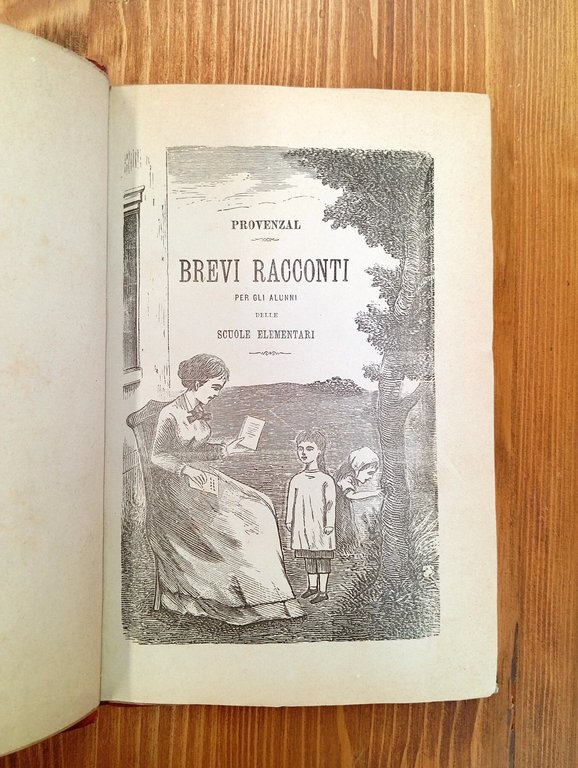 PROVENZAL
BREVI RACCONTI
PER GLI ALUNNI
DELLE
SCUOLE ELEMENTARI